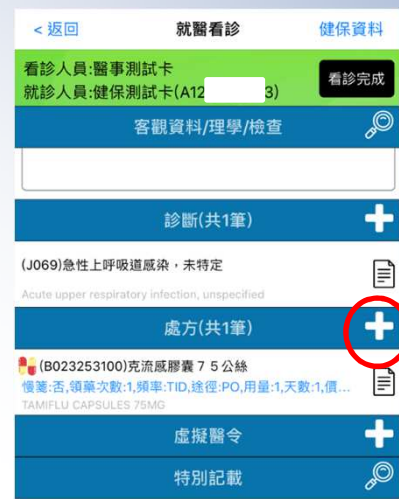 < 返回 就醫看診 健保資料
看診人員:醫事測試卡
就診人員:健保測試卡(A12 3)
看診完成
客觀資料/理學/檢查
診斷(共1筆)
(J069)急性上呼吸道感染,未特定
Acute upper respiratory infection, unspecified
處方(共1筆)
(B023253100)克流感膠囊75公絲
慢箋:否,領藥次數:1,頻率:TID,途徑:PO,用量:1,天數:1,價...
TAMIFLU CAPSULES 75MG
虛擬醫令
特別記載